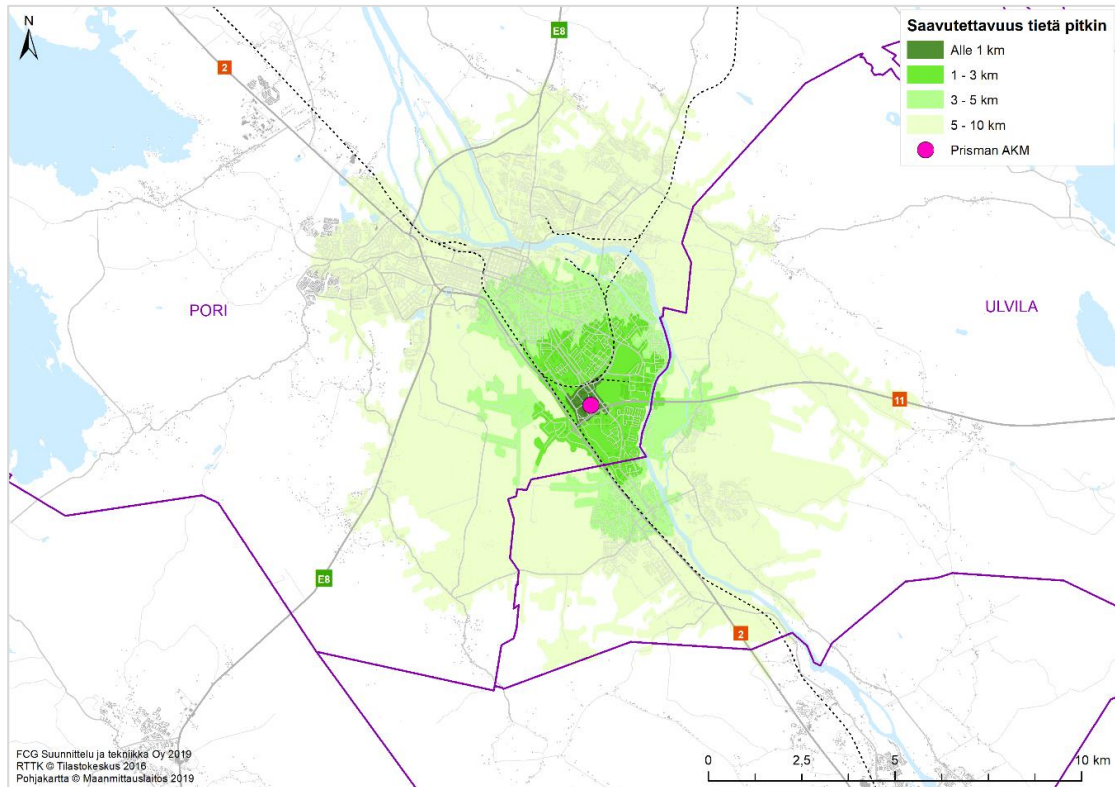 N
Saavutettavuus tietä pitkin
Alle 1 km
1 - 3 km
3 - 5 km
5 - 10 km
Prisman AKM
E8
2
PORI
ULVILA
11
E8
2
FCG Suunnittelu ja tekniikka Oy 2019
RTTK © Tilastokeskus 2016
Pohjakartta © Maanmittauslaitos 2019
0 2,5 5 10 km